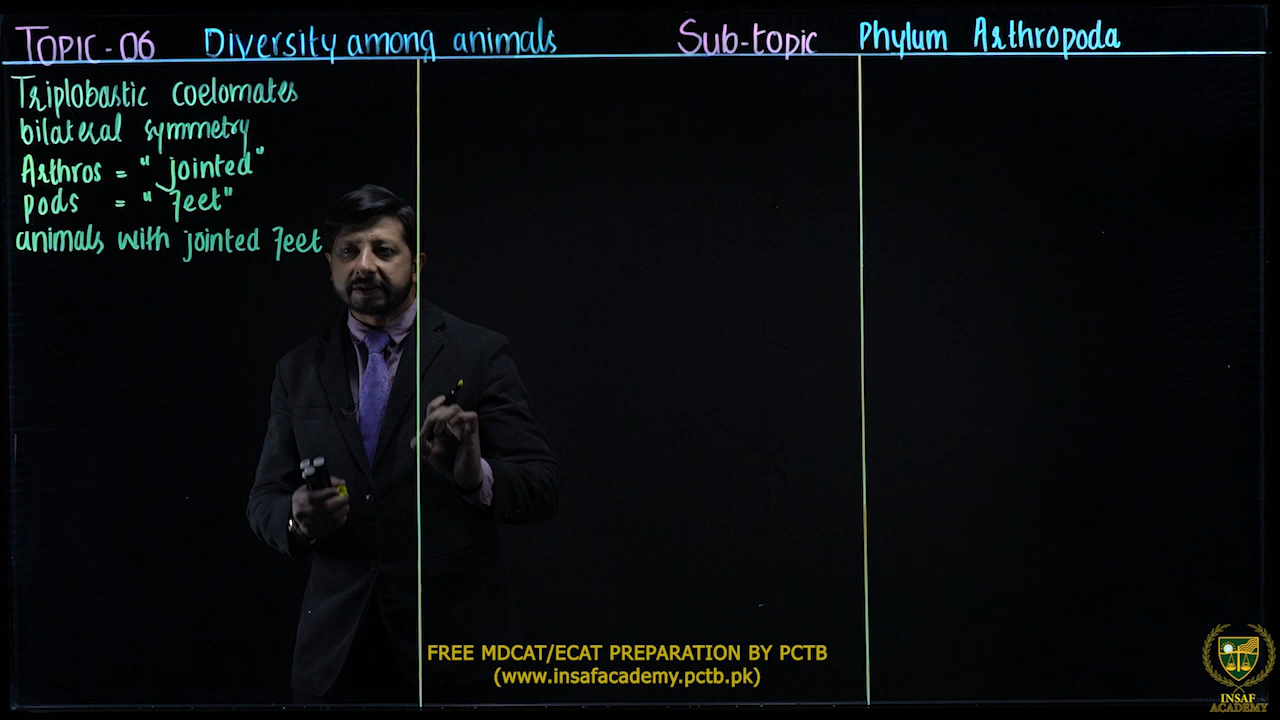 TOPIC-06 Diversity among animals Sub-topic Phylum Arthropoda
Triplobastic coelomates
bilateral symmetry
Arthros = "jointed"
pods = "Feet"
animals with jointed Feet
FREE MDCAT/ECAT PREPARATION BY PCTB
(www.insafacademy.pctb.pk)
INSAF
ACADEMY